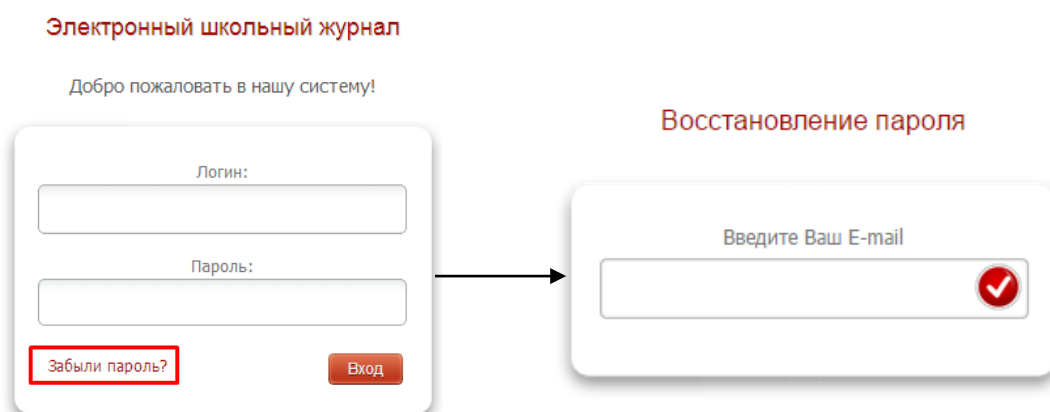 Электронный школьный журнал
Добро пожаловать в нашу систему!
Логин:
Пароль:
Забыли пароль?
Вход
Восстановление пароля
Введите Ваш E-mail